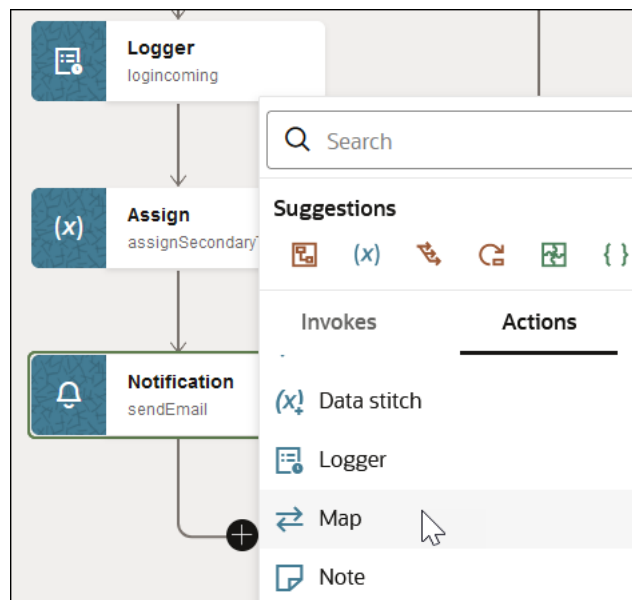 Logger
logincoming
Search
Suggestions
(x)
Assign
assignSecondary
(x)
{ }
Invokes
Actions
Notification
sendEmail
(x)
Data stitch
Logger
Map
Note